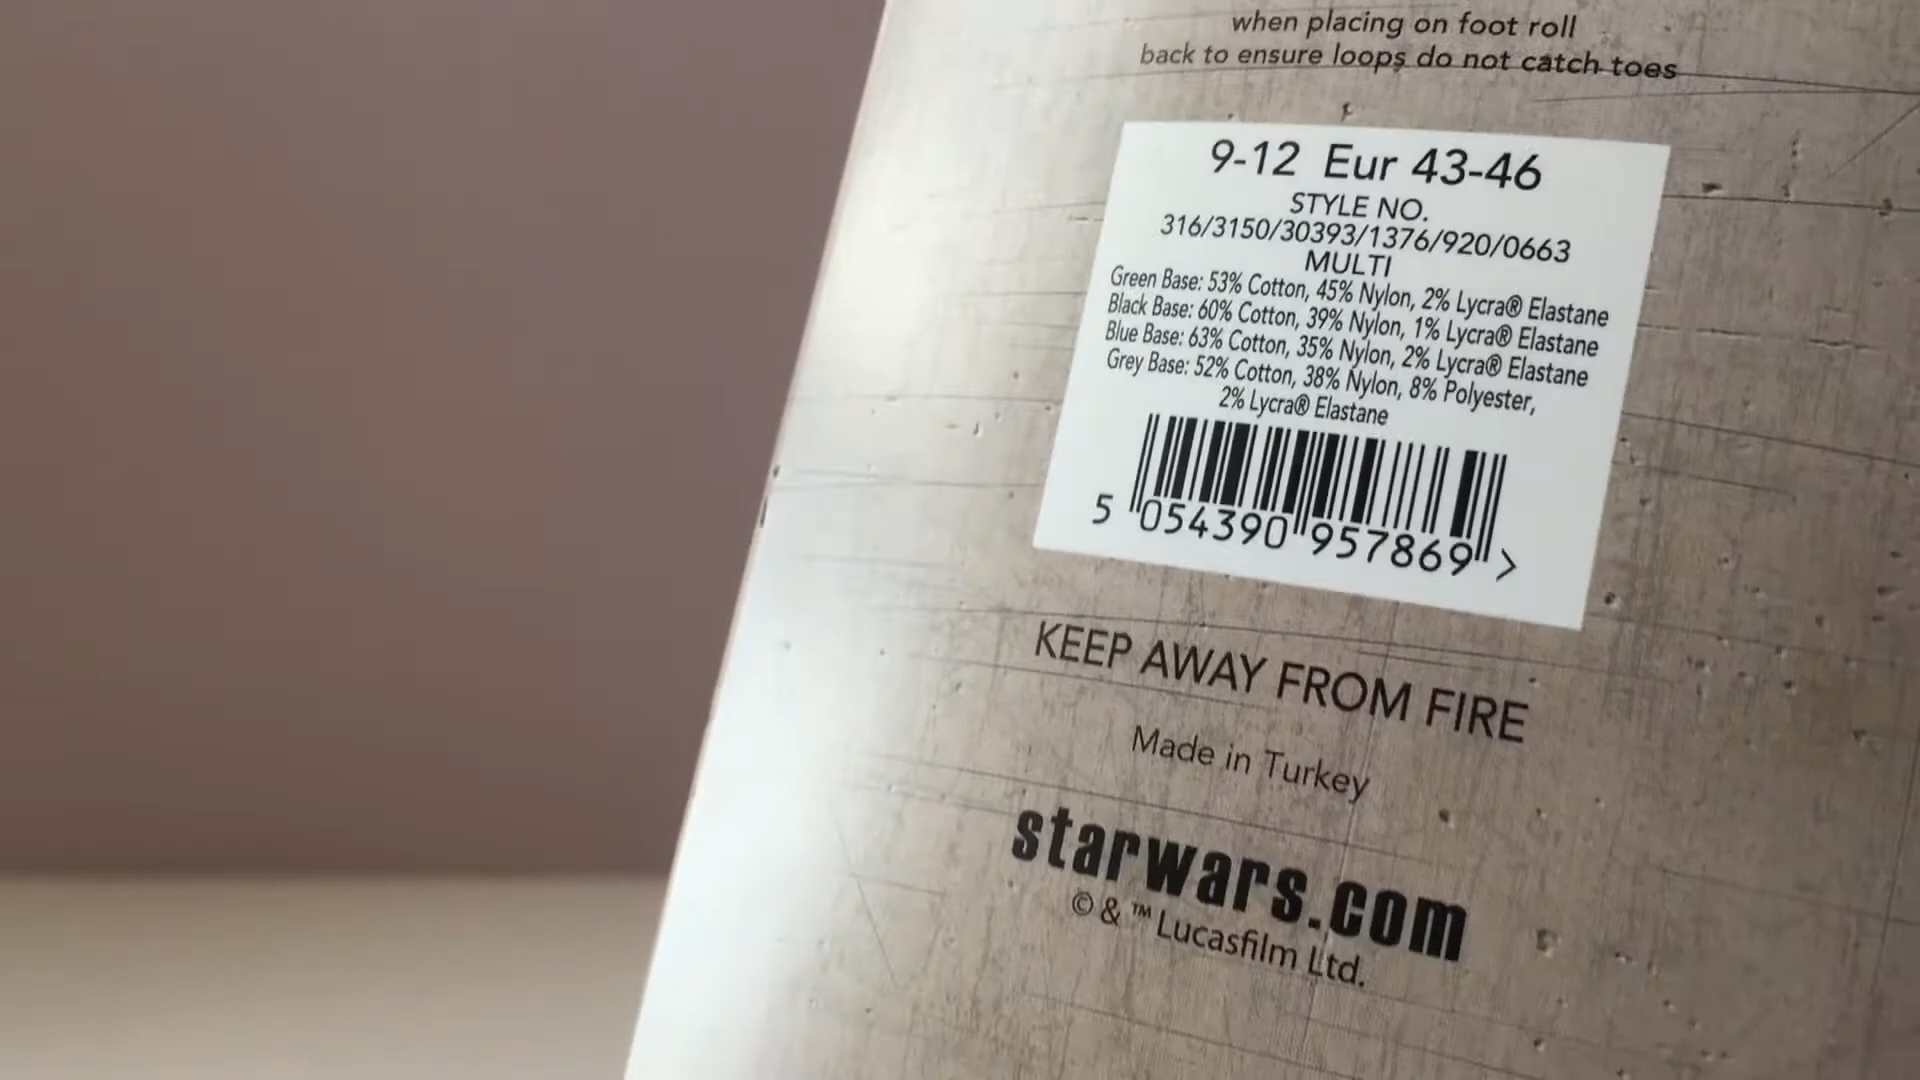 when placing on foot roll
back to ensure loops do not catch toes
9-12 Eur 43-46
STYLE NO.
316/3150/30393/1376/920/0663
MULTI
Green Base: 53% Cotton, 45% Nylon, 2% Lycra® Elastane
Black Base: 60% Cotton, 39% Nylon, 1% Lycra® Elastane
Blue Base: 63% Cotton, 35% Nylon, 2% Lycra® Elastane
Grey Base: 52% Cotton, 38% Nylon, 8% Polyester,
2% Lycra® Elastane
5 054390 957869 >
KEEP AWAY FROM FIRE
Made in Turkey
starwars.com
© & ™ Lucasfilm Ltd.